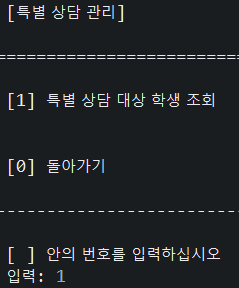 [특별 상담 관리]
==========================
[1] 특별 상담 대상 학생 조회
[0] 돌아가기
--------------------------
[ ] 안의 번호를 입력하십시오
입력: 1